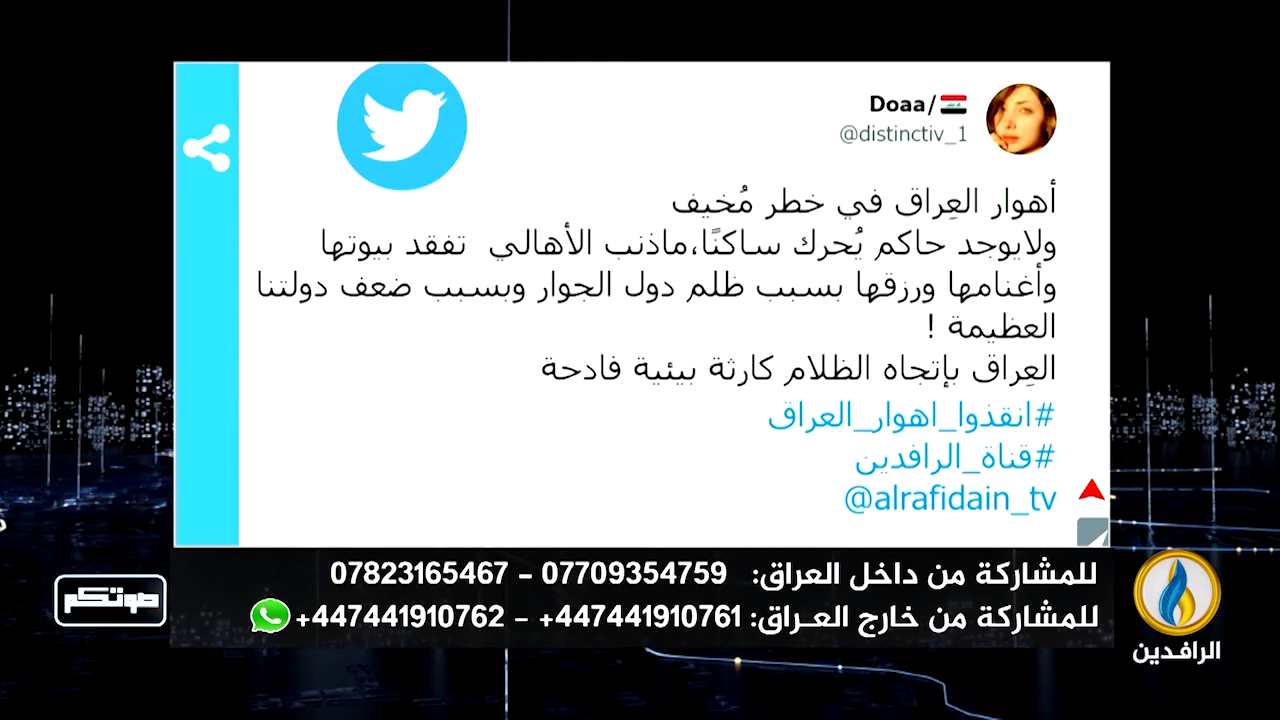 Doaa/
@distinctiv_1
أهوار العِراق في خطر مُخيف
ولايوجد حاكم يُحرك ساكنًا،ماذنب الأهالي تفقد بيوتها
وأغنامها ورزقها بسبب ظلم دول الجوار وبسبب ضعف دولتنا
العظيمة !
العِراق بإتجاه الظلام كارثة بيئية فادحة
#انقذوا_اهوار_العراق
#قناة_الرافدين
@alrafidain_tv
للمشاركة من داخل العراق: 07709354759 - 07823165467
للمشاركة من خارج العـراق: 447441910761+ - 447441910762+
صوتكم
الرافـدين